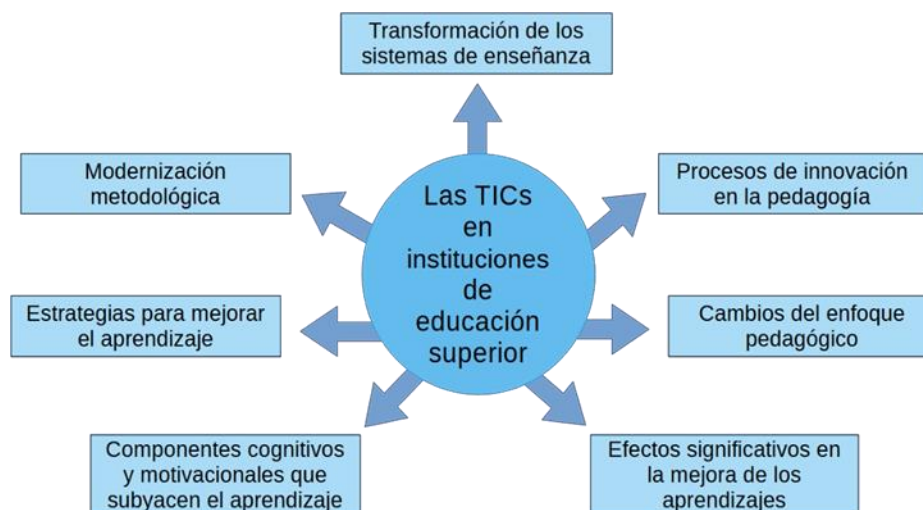 Transformación de los
sistemas de enseñanza
Modernización
metodológica
Procesos de innovación
en la pedagogía
Las TICs
en
instituciones
de
educación
superior
Estrategias para mejorar
el aprendizaje
Cambios del enfoque
pedagógico
Componentes cognitivos
y motivacionales que
subyacen el aprendizaje
Efectos significativos en
la mejora de los
aprendizajes